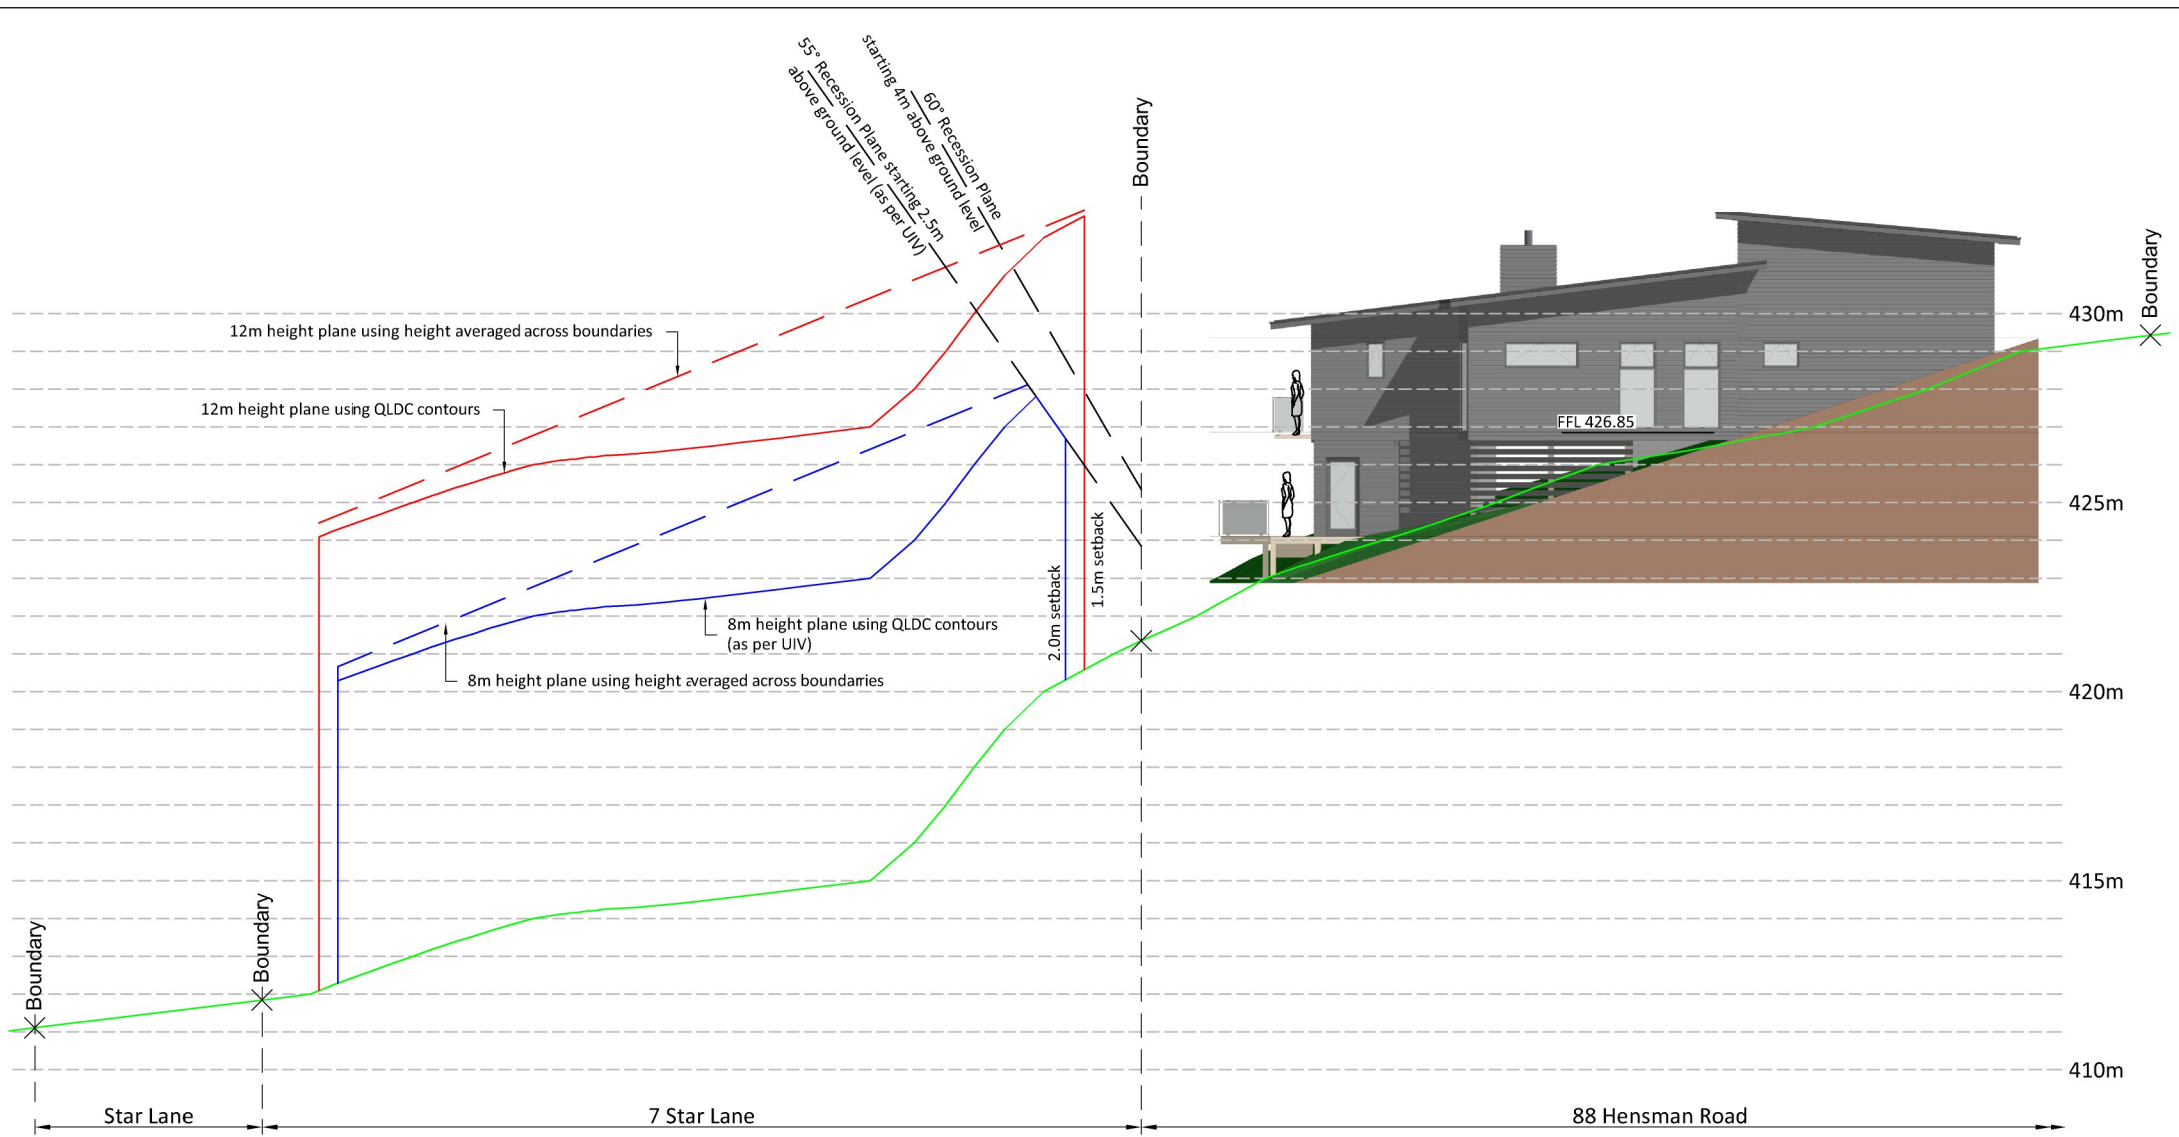 55° Recession Plane starting 2.5m
above ground level (as per UIV)
60° Recession Plane
starting 4m above ground level
Boundary
Boundary
12m height plane using height averaged across boundaries
430m
12m height plane using QLDC contours
FFL 426.85
425m
1.5m setback
2.0m setback
8m height plane using QLDC contours
(as per UIV)
8m height plane using height averaged across boundaries
420m
415m
Boundary
Boundary
410m
Star Lane
7 Star Lane
88 Hensman Road